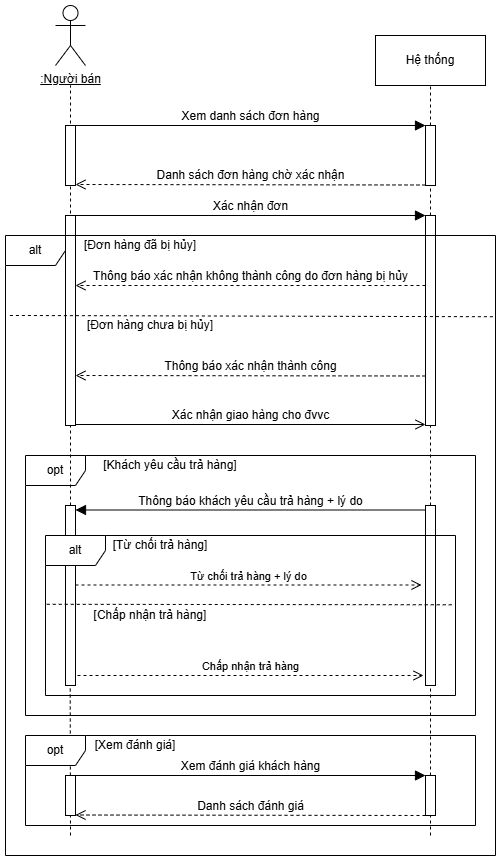 :Người bán
Hệ thống
Xem danh sách đơn hàng
Danh sách đơn hàng chờ xác nhận
Xác nhận đơn
alt
[Đơn hàng đã bị hủy]
Thông báo xác nhận không thành công do đơn hàng bị hủy
[Đơn hàng chưa bị hủy]
Thông báo xác nhận thành công
Xác nhận giao hàng cho đvvc
opt
[Khách yêu cầu trả hàng]
Thông báo khách yêu cầu trả hàng + lý do
alt
[Từ chối trả hàng]
Từ chối trả hàng + lý do
[Chấp nhận trả hàng]
Chấp nhận trả hàng
opt
[Xem đánh giá]
Xem đánh giá khách hàng
Danh sách đánh giá